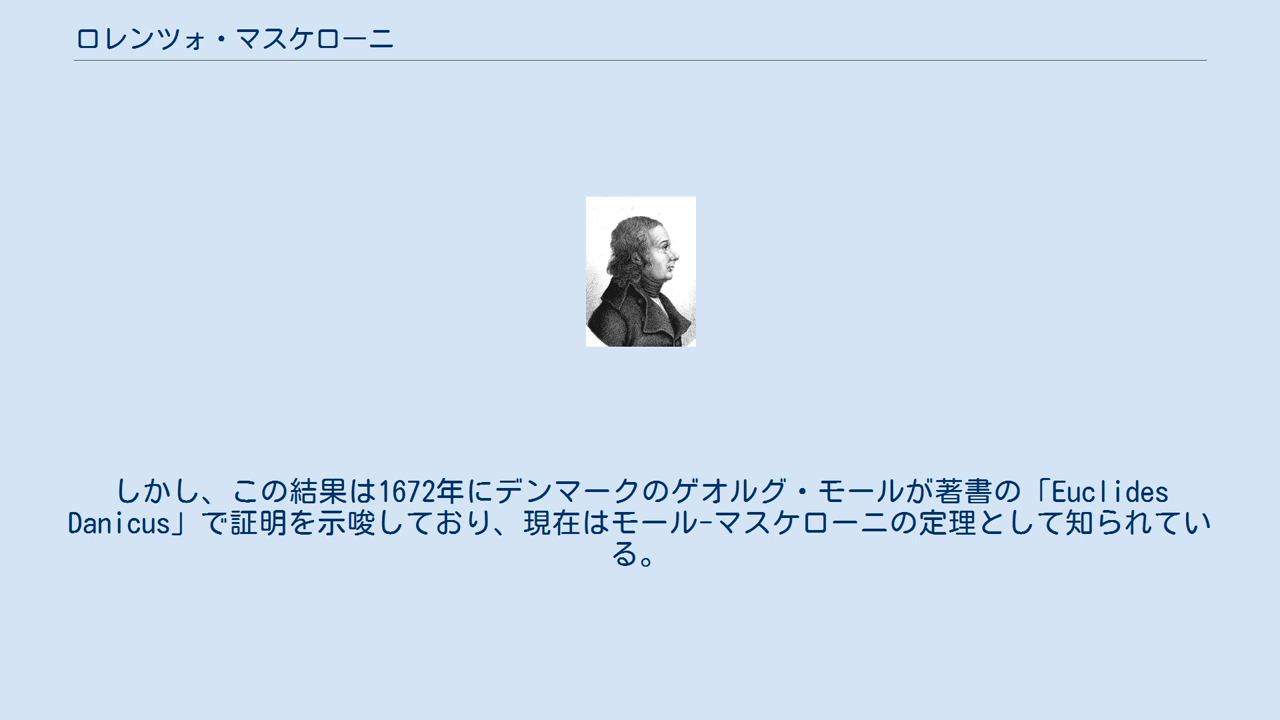 ロレンツォ・マスケローニ
しかし、この結果は1672年にデンマークのゲオルグ・モールが著書の「Euclides
Danicus」で証明を示唆しており、現在はモール-マスケローニの定理として知られてい
る。